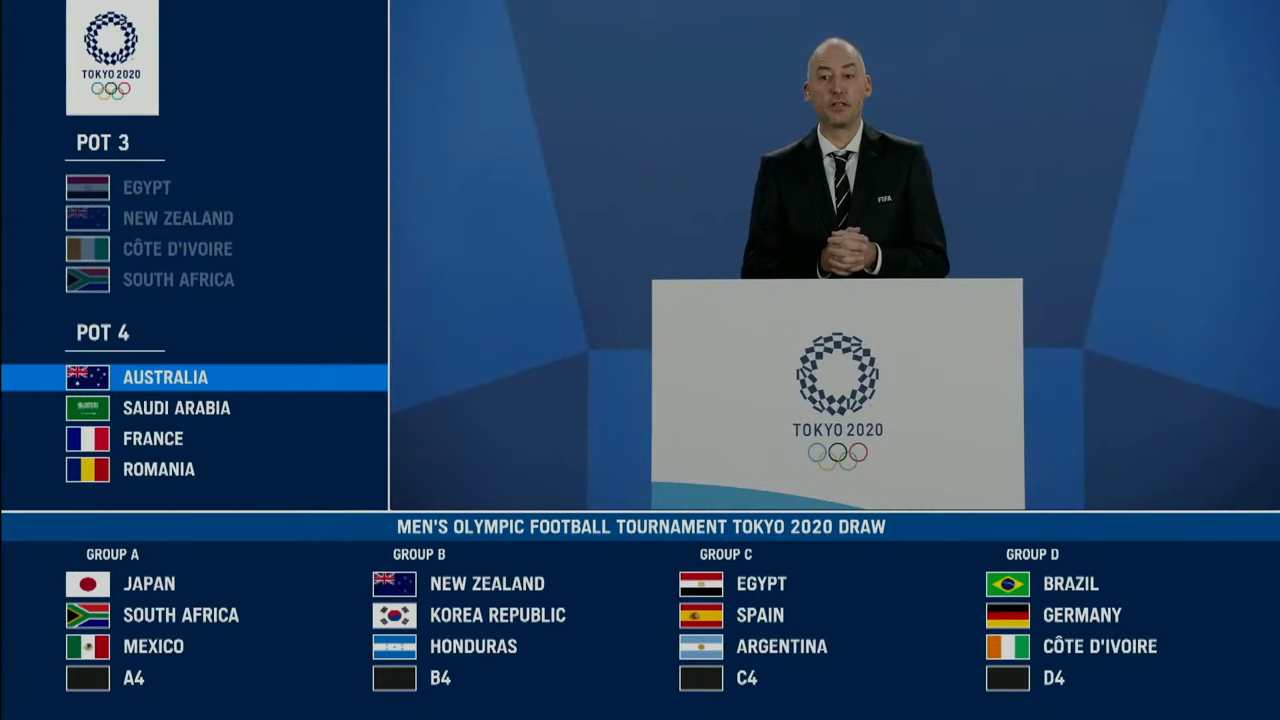 TOKYO 2020
POT 3
EGYPT
NEW ZEALAND
CÔTE D'IVOIRE
SOUTH AFRICA
POT 4
AUSTRALIA
SAUDI ARABIA
FRANCE
ROMANIA
FIFA
TOKYO 2020
MEN'S OLYMPIC FOOTBALL TOURNAMENT TOKYO 2020 DRAW
GROUP A
JAPAN
SOUTH AFRICA
MEXICO
A4
GROUP B
NEW ZEALAND
KOREA REPUBLIC
HONDURAS
B4
GROUP C
EGYPT
SPAIN
ARGENTINA
C4
GROUP D
BRAZIL
GERMANY
CÔTE D'IVOIRE
D4